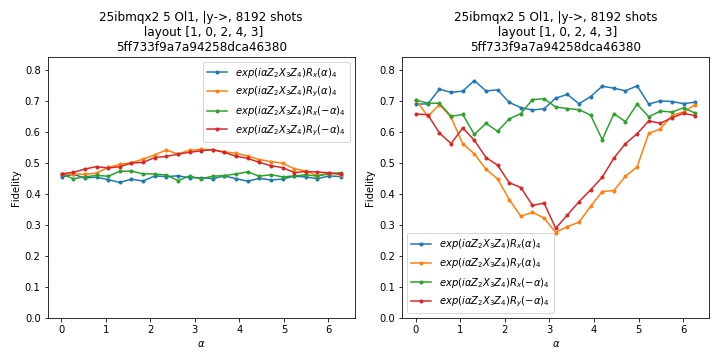 25ibmqx2 5 Ol1, |y->, 8192 shots
layout [1, 0, 2, 4, 3]
5ff733f9a7a94258dca46380
exp(iαZ₂X₃Z₄)Rₓ(α)₄
exp(iαZ₂X₃Z₄)Rᵧ(α)₄
exp(iαZ₂X₃Z₄)Rₓ(−α)₄
exp(iαZ₂X₃Z₄)Rᵧ(−α)₄
Fidelity
0.8
0.7
0.6
0.5
0.4
0.3
0.2
0.1
0.0
0 1 2 3 4 5 6
α
25ibmqx2 5 Ol1, |y->, 8192 shots
layout [1, 0, 2, 4, 3]
5ff733f9a7a94258dca46380
Fidelity
0.8
0.7
0.6
0.5
0.4
0.3
0.2
0.1
0.0
exp(iαZ₂X₃Z₄)Rₓ(α)₄
exp(iαZ₂X₃Z₄)Rᵧ(α)₄
exp(iαZ₂X₃Z₄)Rₓ(−α)₄
exp(iαZ₂X₃Z₄)Rᵧ(−α)₄
0 1 2 3 4 5 6
α